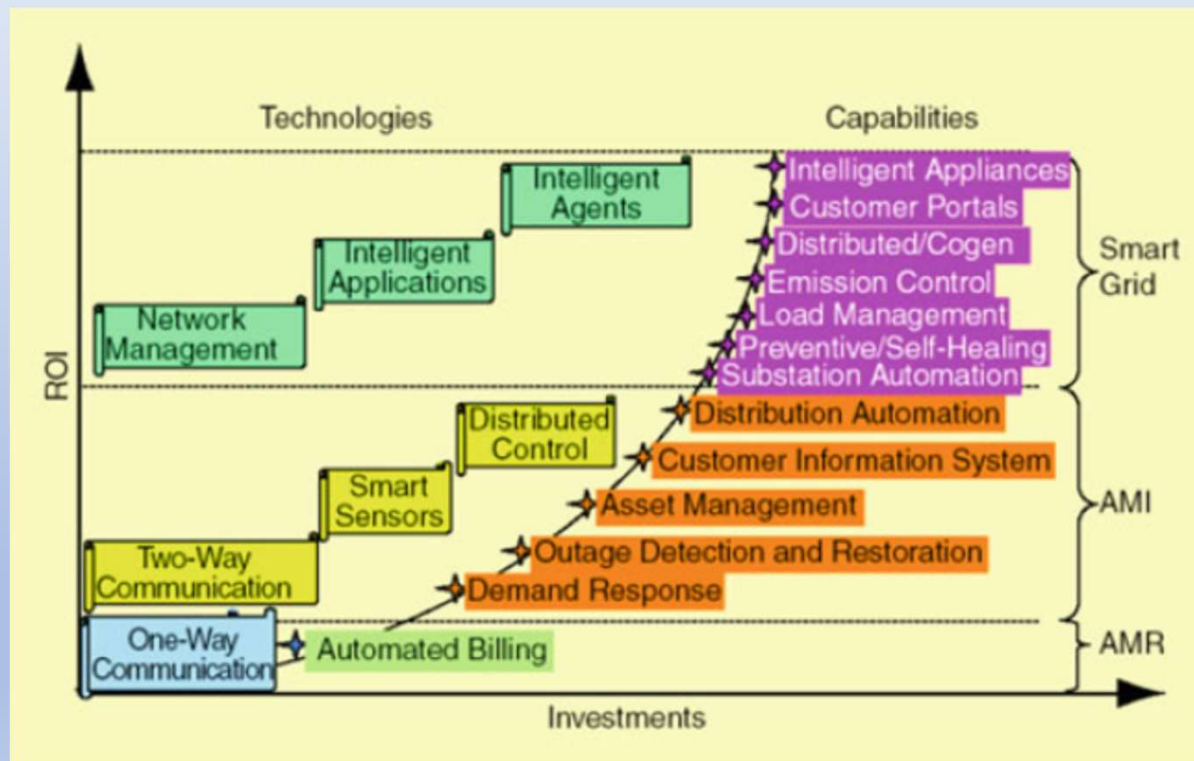 Technologies
Capabilities
Intelligent
Agents
Intelligent
Applications
Network
Management
Intelligent Appliances
Customer Portals
Distributed/Cogen
Emission Control
Load Management
Preventive/Self-Healing
Substation Automation
Smart
Grid
ROI
Distributed
Control
Smart
Sensors
Two-Way
Communication
Distribution Automation
Customer Information System
Asset Management
Outage Detection and Restoration
Demand Response
AMI
One-Way
Communication
Automated Billing
AMR
Investments